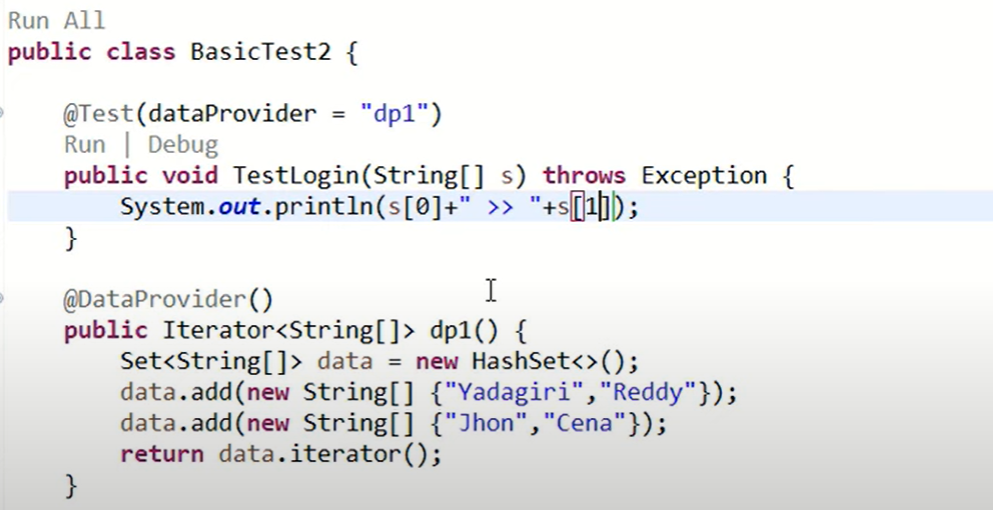 Run All
public class BasicTest2 {
@Test(dataProvider = "dp1")
Run | Debug
public void TestLogin(String[] s) throws Exception {
System.out.println(s[0]+" >> "+s[1]);
}
@DataProvider()
public Iterator<String[]> dp1() {
Set<String[]> data = new HashSet<>();
data.add(new String[] {"Yadagiri","Reddy"});
data.add(new String[] {"Jhon","Cena"});
return data.iterator();
}